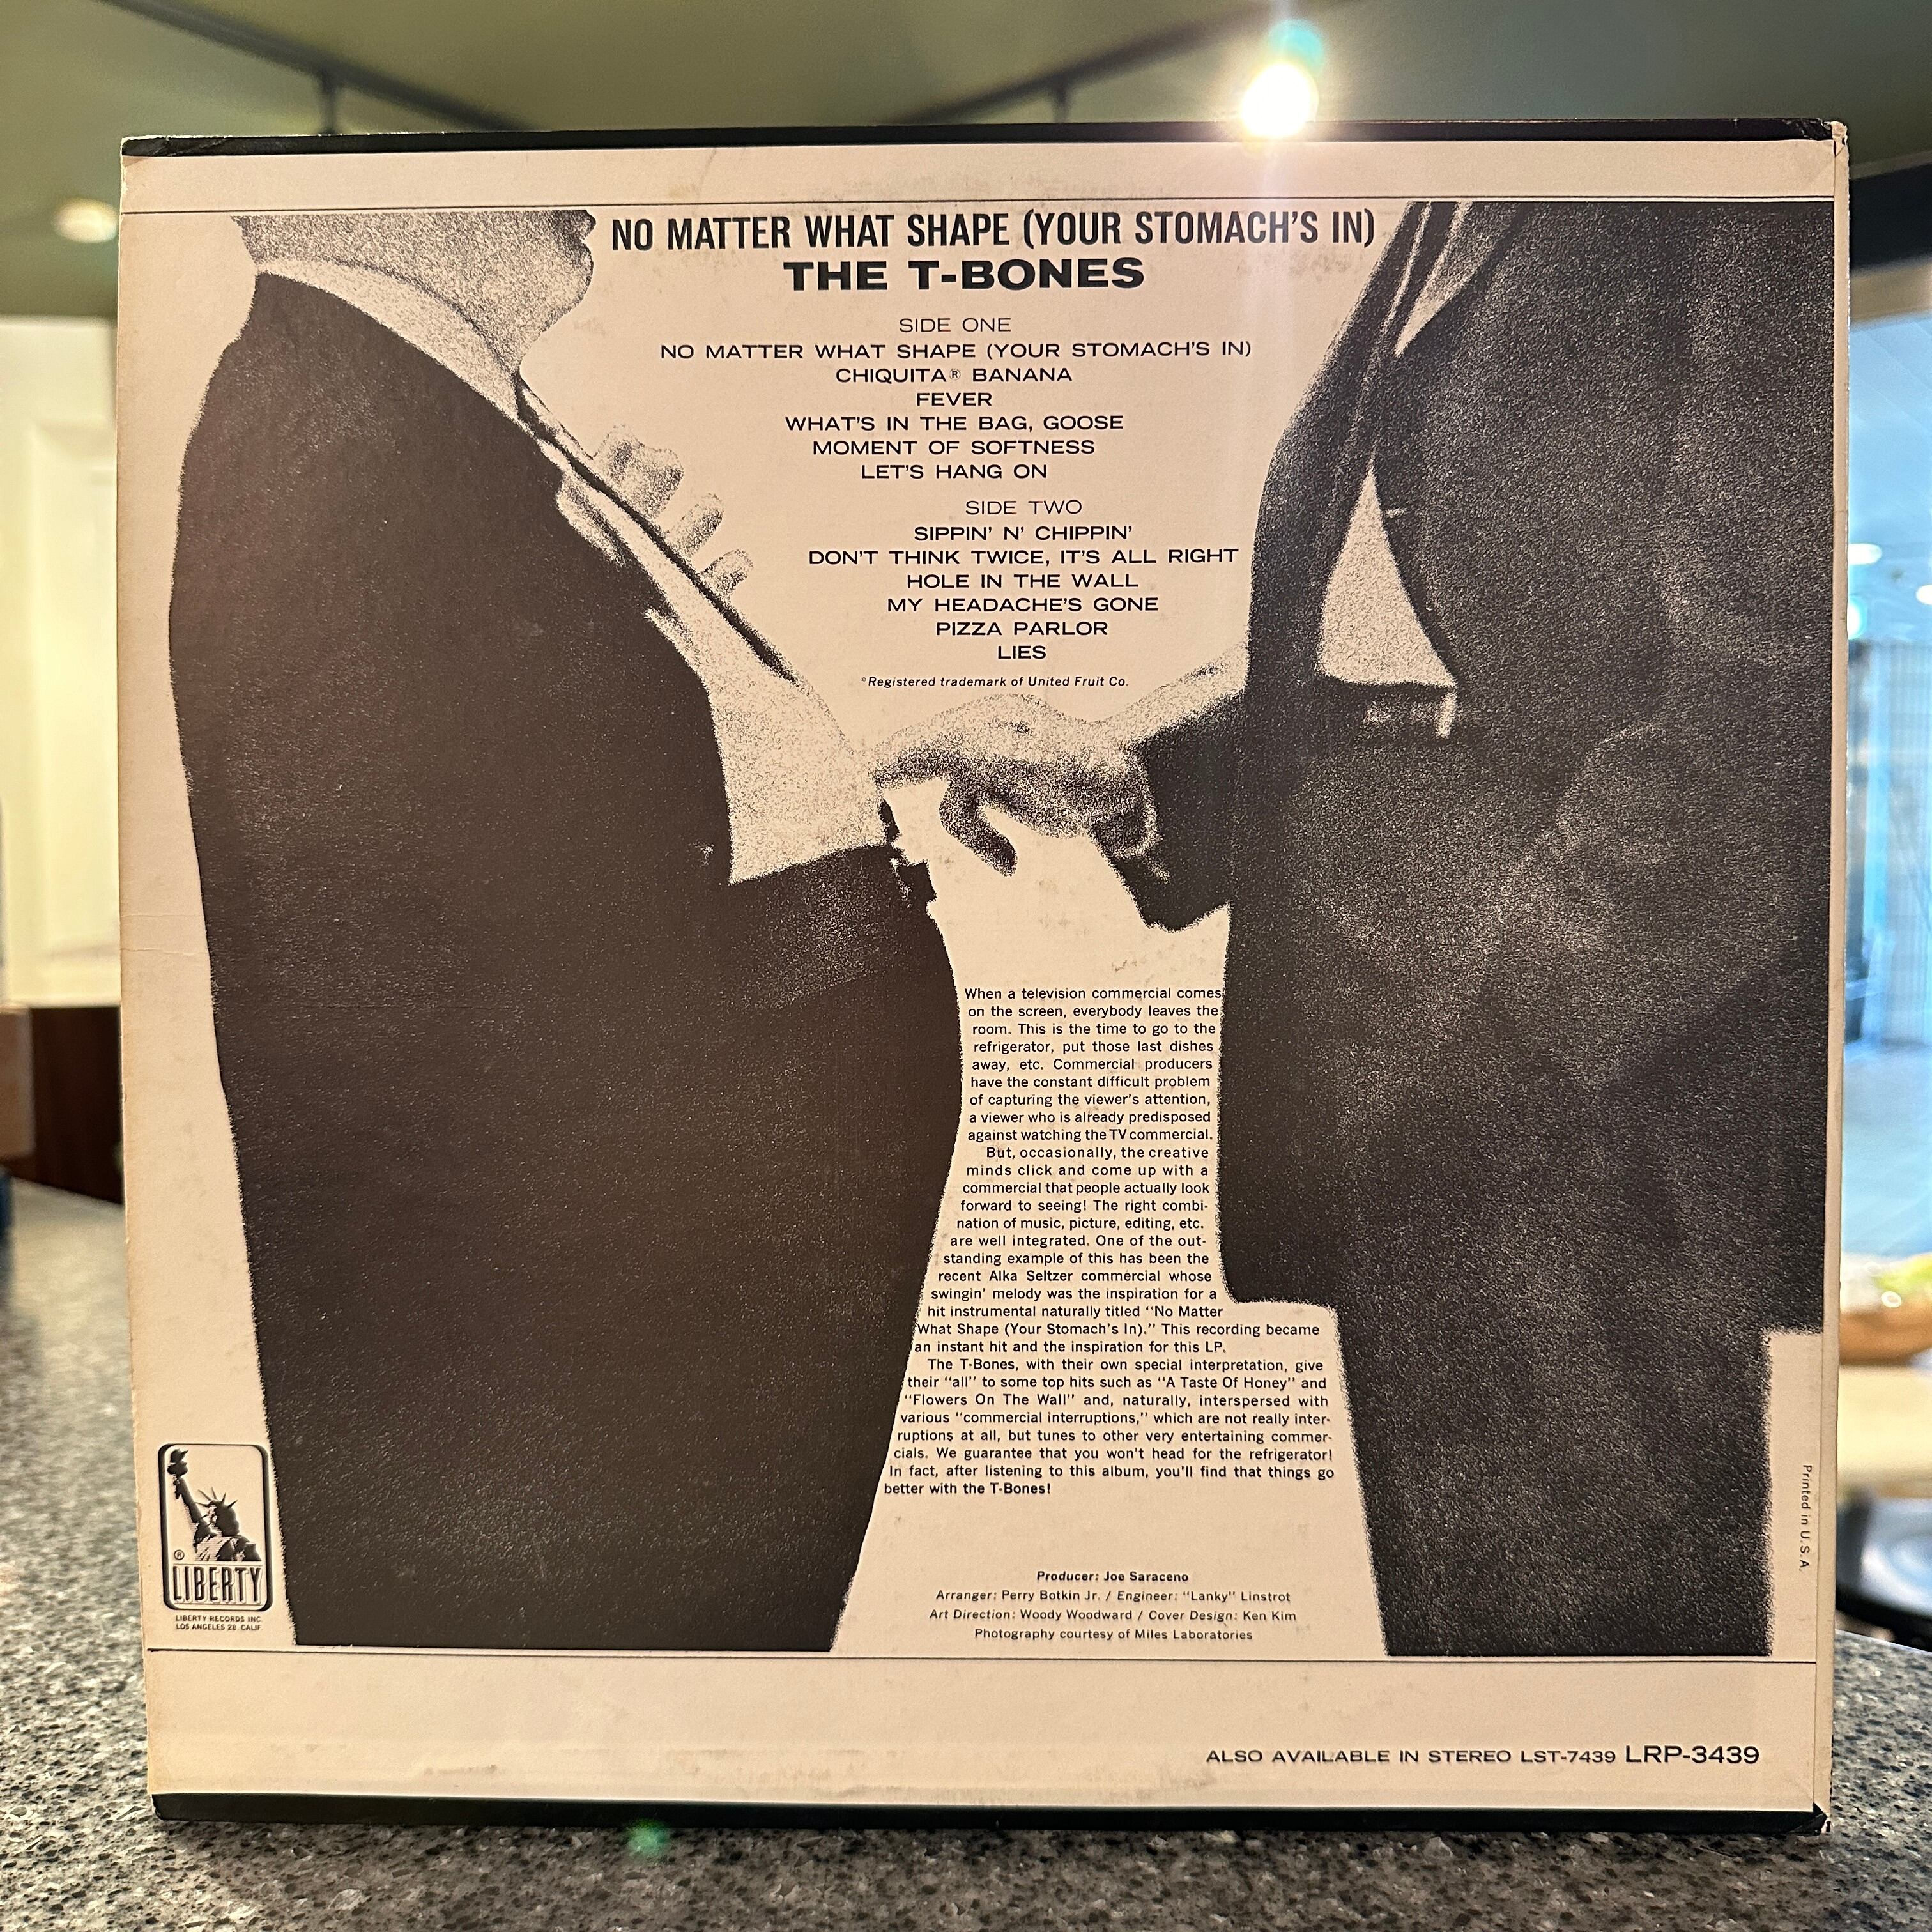 NO MATTER WHAT SHAPE (YOUR STOMACH'S IN)
THE T-BONES
SIDE ONE
NO MATTER WHAT SHAPE (YOUR STOMACH'S IN)
CHIQUITA® BANANA
FEVER
WHAT'S IN THE BAG, GOOSE
MOMENT OF SOFTNESS
LET'S HANG ON
SIDE TWO
SIPPIN' N' CHIPPIN'
DON'T THINK TWICE, IT'S ALL RIGHT
HOLE IN THE WALL
MY HEADACHE'S GONE
PIZZA PARLOR
LIES
®Registered trademark of United Fruit Co.
When a television commercial comes
on the screen, everybody leaves the
room. This is the time to go to the
refrigerator, put those last dishes
away, etc. Commercial producers
have the constant difficult problem
of capturing the viewer's attention,
a viewer who is already predisposed
against watching the TV commercial.
But, occasionally, the creative
minds click and come up with a
commercial that people actually look
forward to seeing! The right combi-
nation of music, picture, editing, etc.
are well integrated. One of the out-
standing example of this has been the
recent Alka Seltzer commercial whose
swingin' melody was the inspiration for a
hit instrumental naturally titled "No Matter
What Shape (Your Stomach's In)." This recording became
an instant hit and the inspiration for this LP.
The T-Bones, with their own special interpretation, give
their "all" to some top hits such as "A Taste Of Honey" and
"Flowers On The Wall" and, naturally, interspersed with
various "commercial interruptions," which are not really inter-
ruptions at all, but tunes to other very entertaining commer-
cials. We guarantee that you won't head for the refrigerator!
In fact, after listening to this album, you'll find that things go
better with the T-Bones!
Producer: Joe Saraceno
Arranger: Perry Botkin Jr. / Engineer: "Lanky" Linstrot
Art Direction: Woody Woodward / Cover Design: Ken Kim
Photography courtesy of Miles Laboratories
®
LIBERTY
LIBERTY RECORDS INC.
LOS ANGELES 28 CALIF.
Printed in U.S.A.
ALSO AVAILABLE IN STEREO LST-7439 LRP-3439